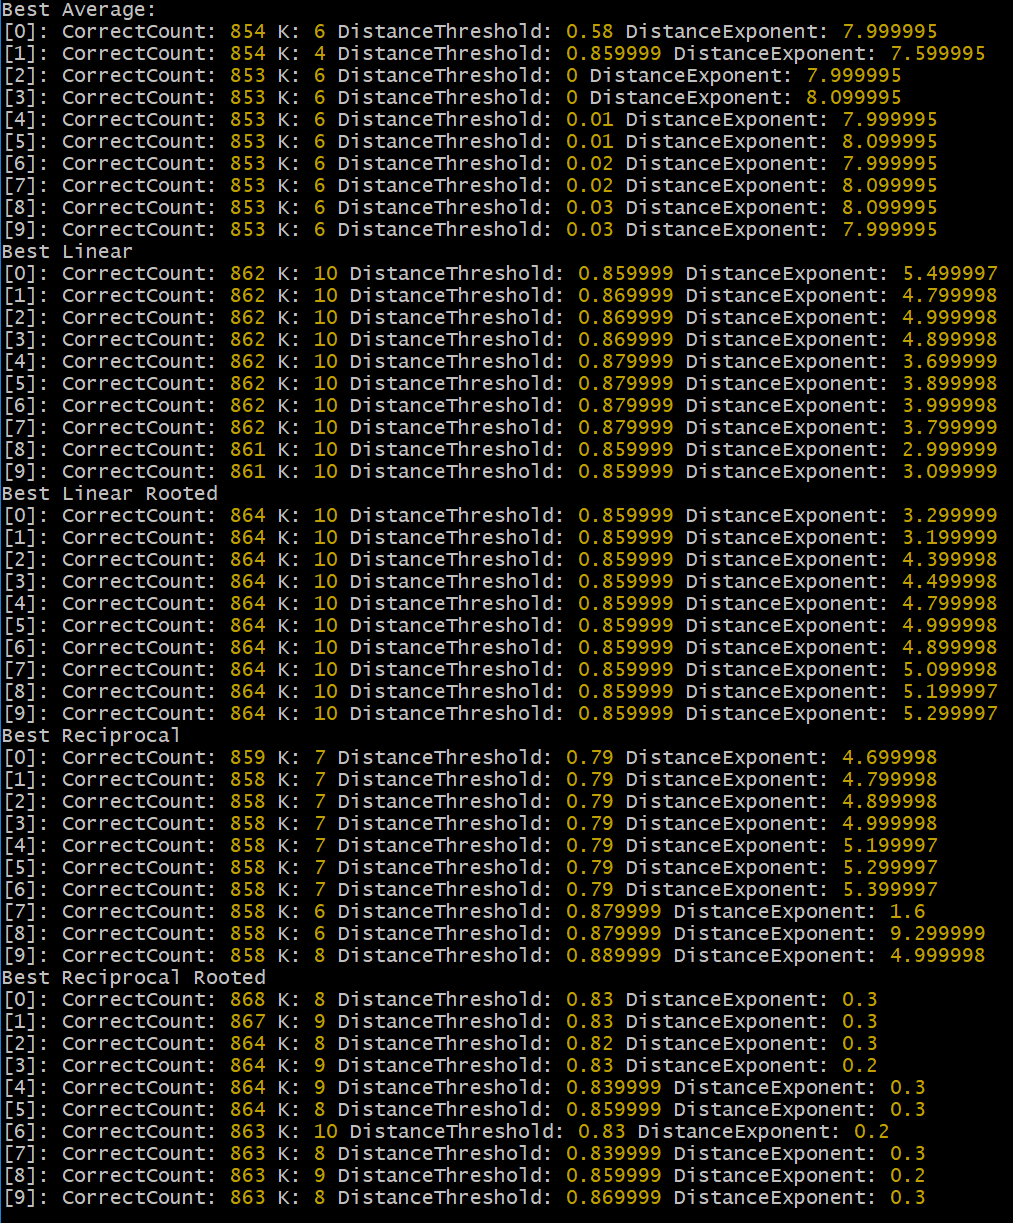 Best Average:
[0]: CorrectCount: 854 K: 6 DistanceThreshold: 0.58 DistanceExponent: 7.999995
[1]: CorrectCount: 854 K: 4 DistanceThreshold: 0.859999 DistanceExponent: 7.599995
[2]: CorrectCount: 853 K: 6 DistanceThreshold: 0 DistanceExponent: 7.999995
[3]: CorrectCount: 853 K: 6 DistanceThreshold: 0 DistanceExponent: 8.099995
[4]: CorrectCount: 853 K: 6 DistanceThreshold: 0.01 DistanceExponent: 7.999995
[5]: CorrectCount: 853 K: 6 DistanceThreshold: 0.01 DistanceExponent: 8.099995
[6]: CorrectCount: 853 K: 6 DistanceThreshold: 0.02 DistanceExponent: 7.999995
[7]: CorrectCount: 853 K: 6 DistanceThreshold: 0.02 DistanceExponent: 8.099995
[8]: CorrectCount: 853 K: 6 DistanceThreshold: 0.03 DistanceExponent: 8.099995
[9]: CorrectCount: 853 K: 6 DistanceThreshold: 0.03 DistanceExponent: 7.999995
Best Linear
[0]: CorrectCount: 862 K: 10 DistanceThreshold: 0.859999 DistanceExponent: 5.499997
[1]: CorrectCount: 862 K: 10 DistanceThreshold: 0.869999 DistanceExponent: 4.799998
[2]: CorrectCount: 862 K: 10 DistanceThreshold: 0.869999 DistanceExponent: 4.999998
[3]: CorrectCount: 862 K: 10 DistanceThreshold: 0.869999 DistanceExponent: 4.899998
[4]: CorrectCount: 862 K: 10 DistanceThreshold: 0.879999 DistanceExponent: 3.699999
[5]: CorrectCount: 862 K: 10 DistanceThreshold: 0.879999 DistanceExponent: 3.899998
[6]: CorrectCount: 862 K: 10 DistanceThreshold: 0.879999 DistanceExponent: 3.999998
[7]: CorrectCount: 862 K: 10 DistanceThreshold: 0.879999 DistanceExponent: 3.799999
[8]: CorrectCount: 861 K: 10 DistanceThreshold: 0.859999 DistanceExponent: 2.999999
[9]: CorrectCount: 861 K: 10 DistanceThreshold: 0.859999 DistanceExponent: 3.099999
Best Linear Rooted
[0]: CorrectCount: 864 K: 10 DistanceThreshold: 0.859999 DistanceExponent: 3.299999
[1]: CorrectCount: 864 K: 10 DistanceThreshold: 0.859999 DistanceExponent: 3.199999
[2]: CorrectCount: 864 K: 10 DistanceThreshold: 0.859999 DistanceExponent: 4.399998
[3]: CorrectCount: 864 K: 10 DistanceThreshold: 0.859999 DistanceExponent: 4.499998
[4]: CorrectCount: 864 K: 10 DistanceThreshold: 0.859999 DistanceExponent: 4.799998
[5]: CorrectCount: 864 K: 10 DistanceThreshold: 0.859999 DistanceExponent: 4.999998
[6]: CorrectCount: 864 K: 10 DistanceThreshold: 0.859999 DistanceExponent: 4.899998
[7]: CorrectCount: 864 K: 10 DistanceThreshold: 0.859999 DistanceExponent: 5.099998
[8]: CorrectCount: 864 K: 10 DistanceThreshold: 0.859999 DistanceExponent: 5.199997
[9]: CorrectCount: 864 K: 10 DistanceThreshold: 0.859999 DistanceExponent: 5.299997
Best Reciprocal
[0]: CorrectCount: 859 K: 7 DistanceThreshold: 0.79 DistanceExponent: 4.699998
[1]: CorrectCount: 858 K: 7 DistanceThreshold: 0.79 DistanceExponent: 4.799998
[2]: CorrectCount: 858 K: 7 DistanceThreshold: 0.79 DistanceExponent: 4.899998
[3]: CorrectCount: 858 K: 7 DistanceThreshold: 0.79 DistanceExponent: 4.999998
[4]: CorrectCount: 858 K: 7 DistanceThreshold: 0.79 DistanceExponent: 5.199997
[5]: CorrectCount: 858 K: 7 DistanceThreshold: 0.79 DistanceExponent: 5.299997
[6]: CorrectCount: 858 K: 7 DistanceThreshold: 0.79 DistanceExponent: 5.399997
[7]: CorrectCount: 858 K: 6 DistanceThreshold: 0.879999 DistanceExponent: 1.6
[8]: CorrectCount: 858 K: 6 DistanceThreshold: 0.879999 DistanceExponent: 9.299999
[9]: CorrectCount: 858 K: 8 DistanceThreshold: 0.889999 DistanceExponent: 4.999998
Best Reciprocal Rooted
[0]: CorrectCount: 868 K: 8 DistanceThreshold: 0.83 DistanceExponent: 0.3
[1]: CorrectCount: 867 K: 9 DistanceThreshold: 0.83 DistanceExponent: 0.3
[2]: CorrectCount: 864 K: 8 DistanceThreshold: 0.82 DistanceExponent: 0.3
[3]: CorrectCount: 864 K: 9 DistanceThreshold: 0.83 DistanceExponent: 0.2
[4]: CorrectCount: 864 K: 9 DistanceThreshold: 0.839999 DistanceExponent: 0.3
[5]: CorrectCount: 864 K: 8 DistanceThreshold: 0.859999 DistanceExponent: 0.3
[6]: CorrectCount: 863 K: 10 DistanceThreshold: 0.83 DistanceExponent: 0.2
[7]: CorrectCount: 863 K: 8 DistanceThreshold: 0.839999 DistanceExponent: 0.3
[8]: CorrectCount: 863 K: 9 DistanceThreshold: 0.859999 DistanceExponent: 0.2
[9]: CorrectCount: 863 K: 8 DistanceThreshold: 0.869999 DistanceExponent: 0.3